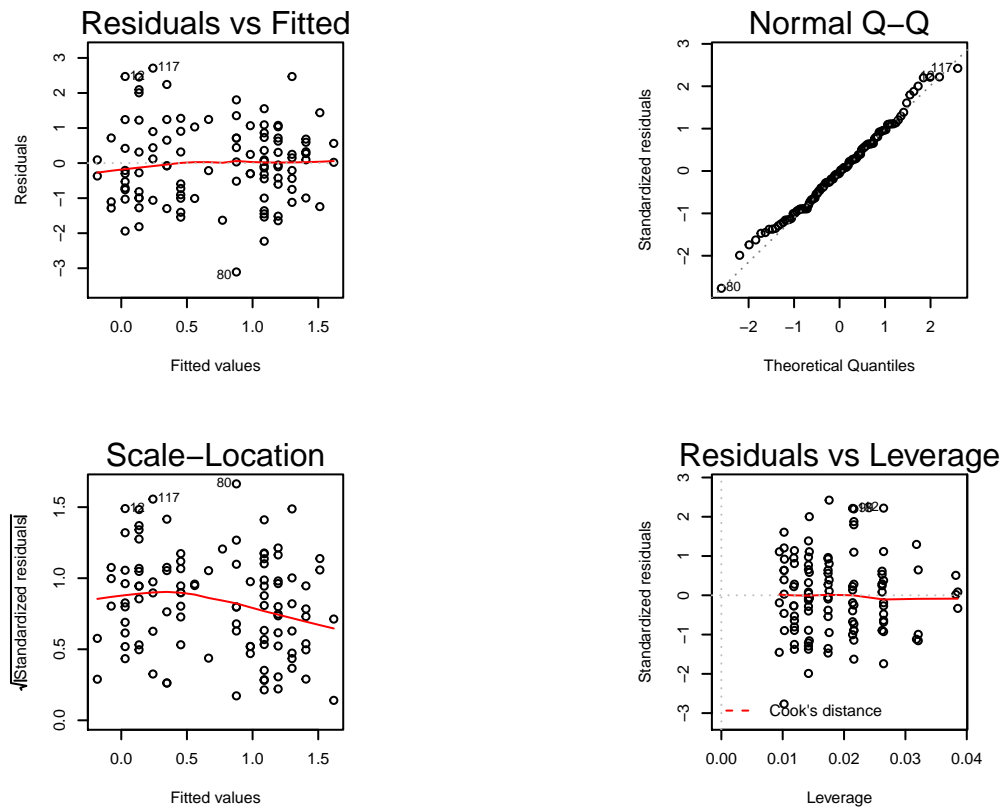 Residuals vs Fitted
3
2
1
0
−1
−2
−3
Residuals
117
80
0.0 0.5 1.0 1.5
Fitted values
Normal Q−Q
3
2
1
0
−1
−2
Standardized residuals
117
80
−2 −1 0 1 2
Theoretical Quantiles
Scale−Location
1.5
1.0
0.5
0.0
√|Standardized residuals|
80
117
12
0.0 0.5 1.0 1.5
Fitted values
Residuals vs Leverage
3
2
1
0
−1
−2
−3
Standardized residuals
Cook's distance
0.00 0.01 0.02 0.03 0.04
Leverage